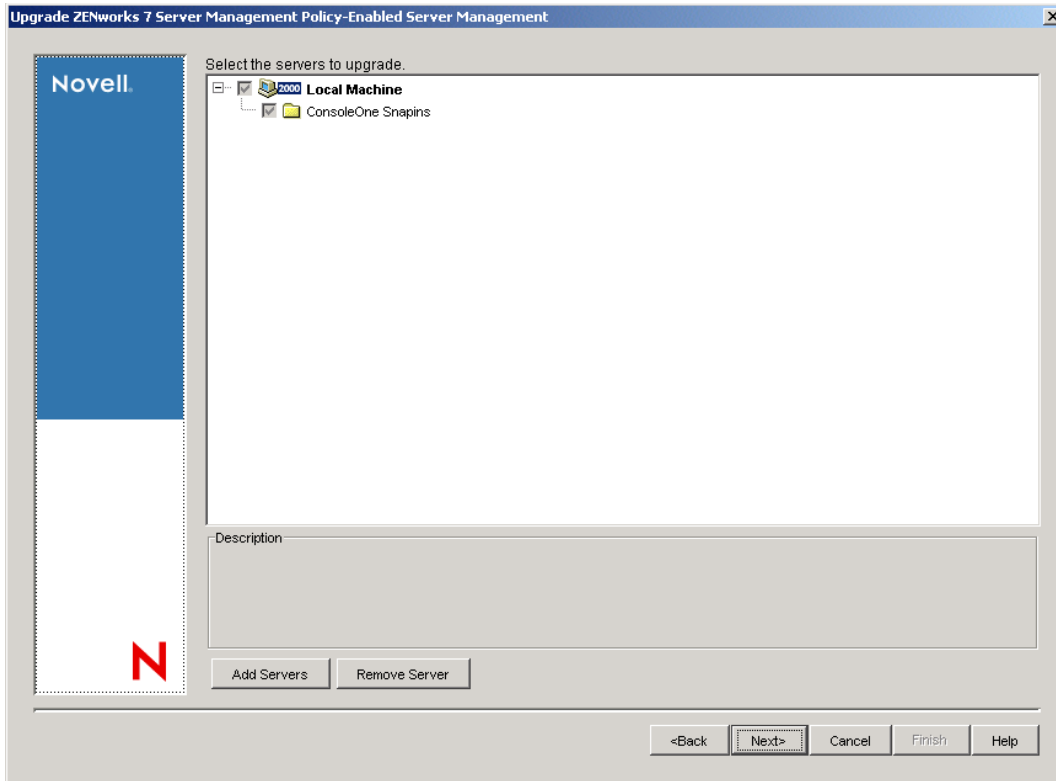 Upgrade ZENworks 7 Server Management Policy-Enabled Server Management
Novell.
Select the servers to upgrade.
2000 Local Machine
ConsoleOne Snapins
Description
N
Add Servers Remove Server
<Back Next> Cancel Finish Help